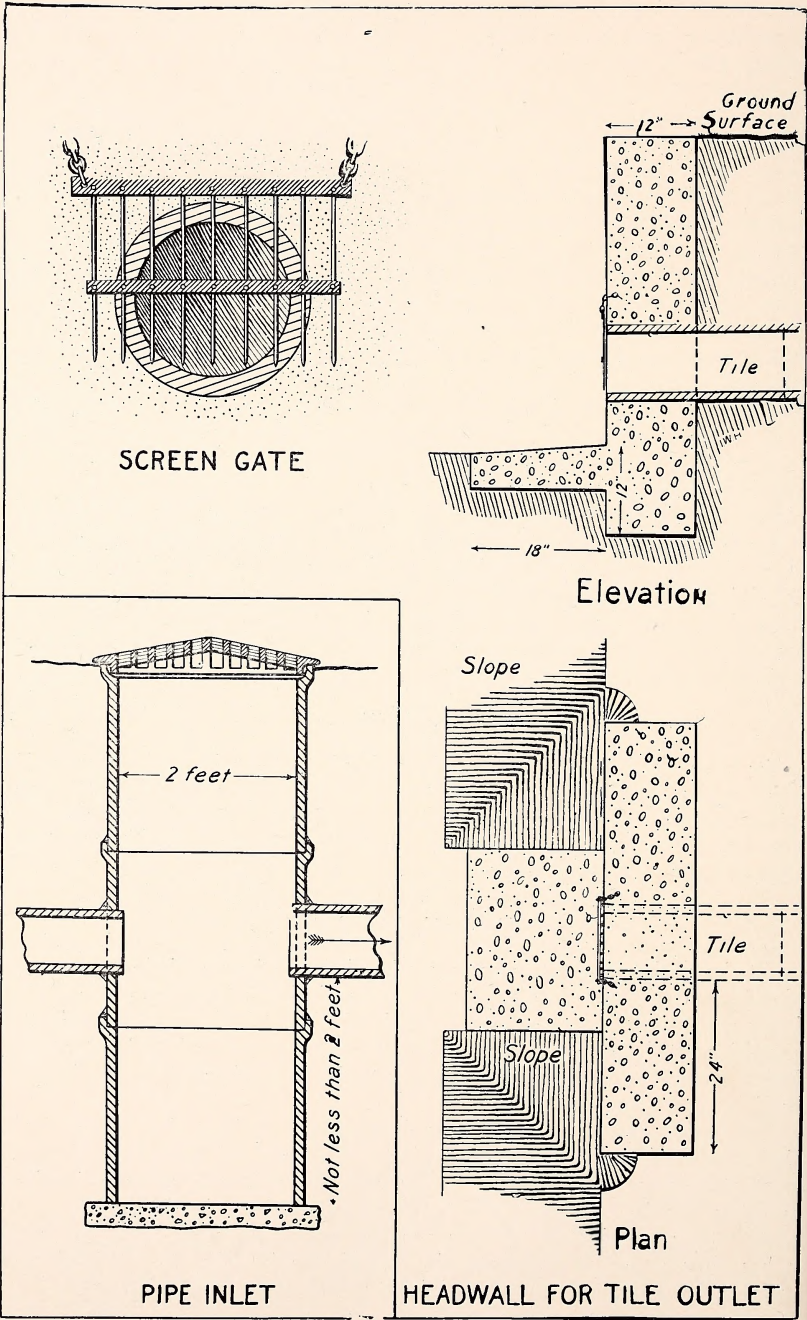 Ground
12" Surface
Tile
IWH
12"
18"
SCREEN GATE
Elevation
2 feet
Not less than 2 feet
PIPE INLET
Slope
Tile
Slope
24"
Plan
HEADWALL FOR TILE OUTLET